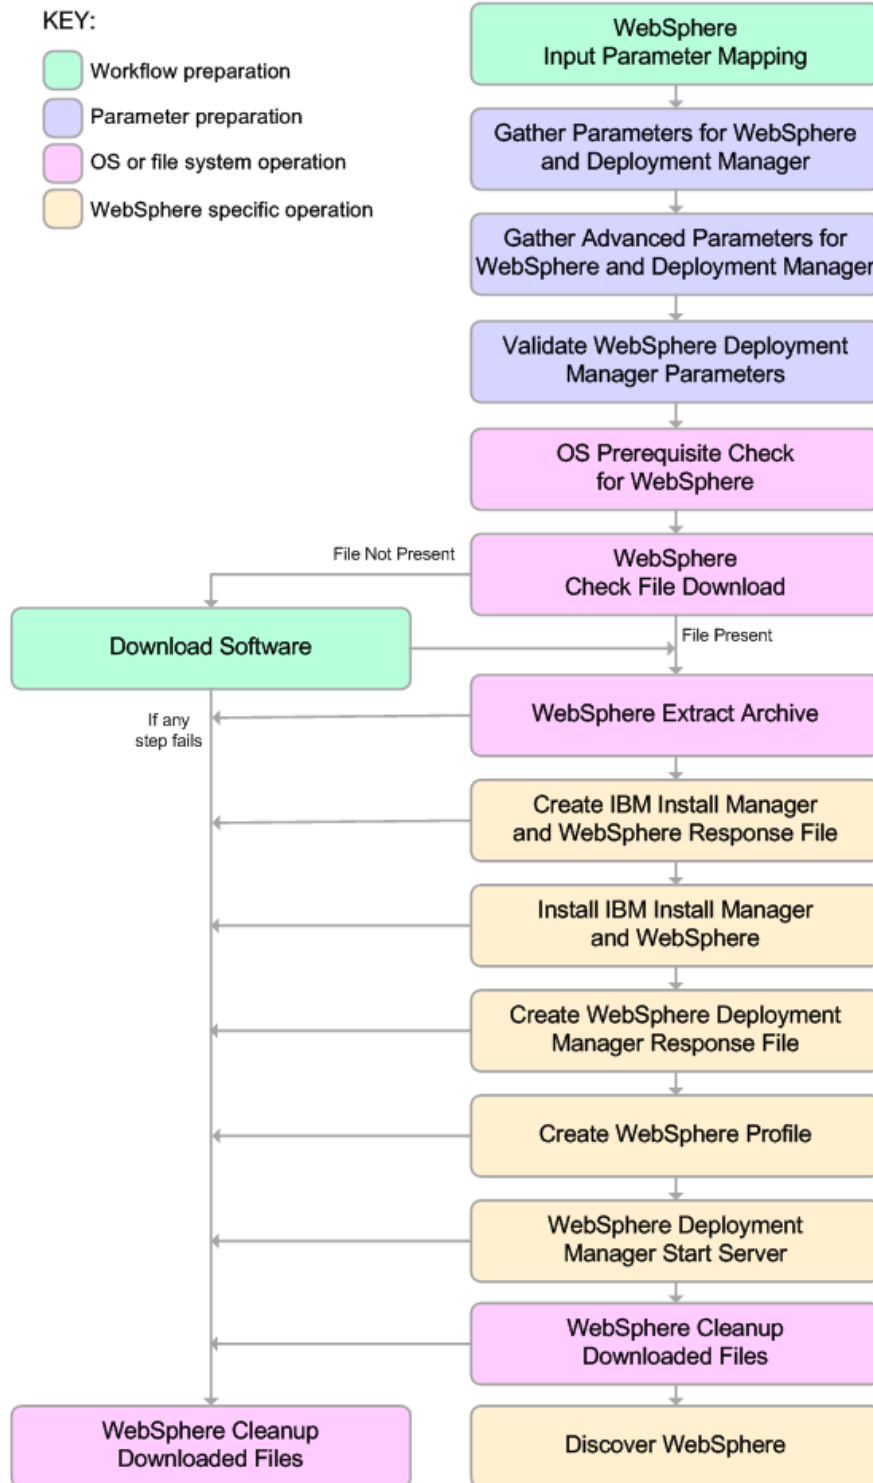 KEY:
Workflow preparation
Parameter preparation
OS or file system operation
WebSphere specific operation
WebSphere
Input Parameter Mapping
Gather Parameters for WebSphere
and Deployment Manager
Gather Advanced Parameters for
WebSphere and Deployment Manager
Validate WebSphere Deployment
Manager Parameters
OS Prerequisite Check
for WebSphere
File Not Present
WebSphere
Check File Download
Download Software
File Present
If any
step fails
WebSphere Extract Archive
Create IBM Install Manager
and WebSphere Response File
Install IBM Install Manager
and WebSphere
Create WebSphere Deployment
Manager Response File
Create WebSphere Profile
WebSphere Deployment
Manager Start Server
WebSphere Cleanup
Downloaded Files
WebSphere Cleanup
Downloaded Files
Discover WebSphere